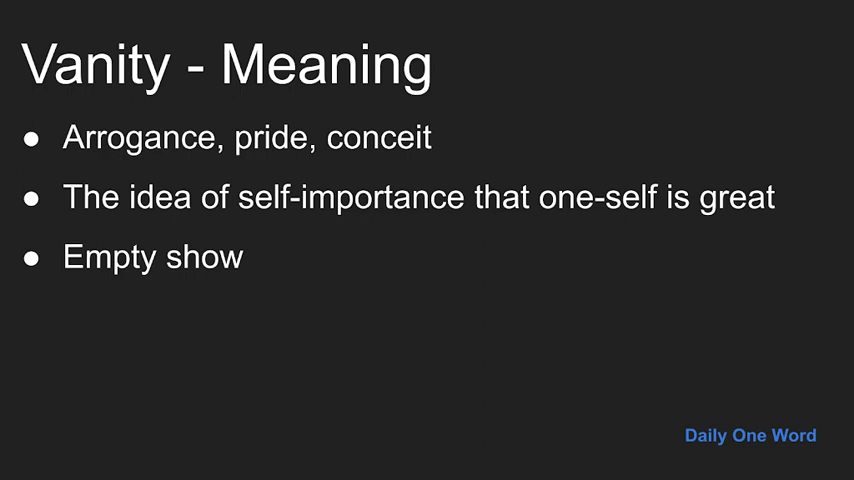 Vanity - Meaning
● Arrogance, pride, conceit
● The idea of self-importance that one-self is great
● Empty show
Daily One Word